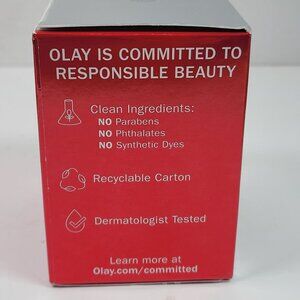 OLAY IS COMMITTED TO
RESPONSIBLE BEAUTY
Clean Ingredients:
NO Parabens
NO Phthalates
NO Synthetic Dyes
Recyclable Carton
Dermatologist Tested
Learn more at
Olay.com/committed